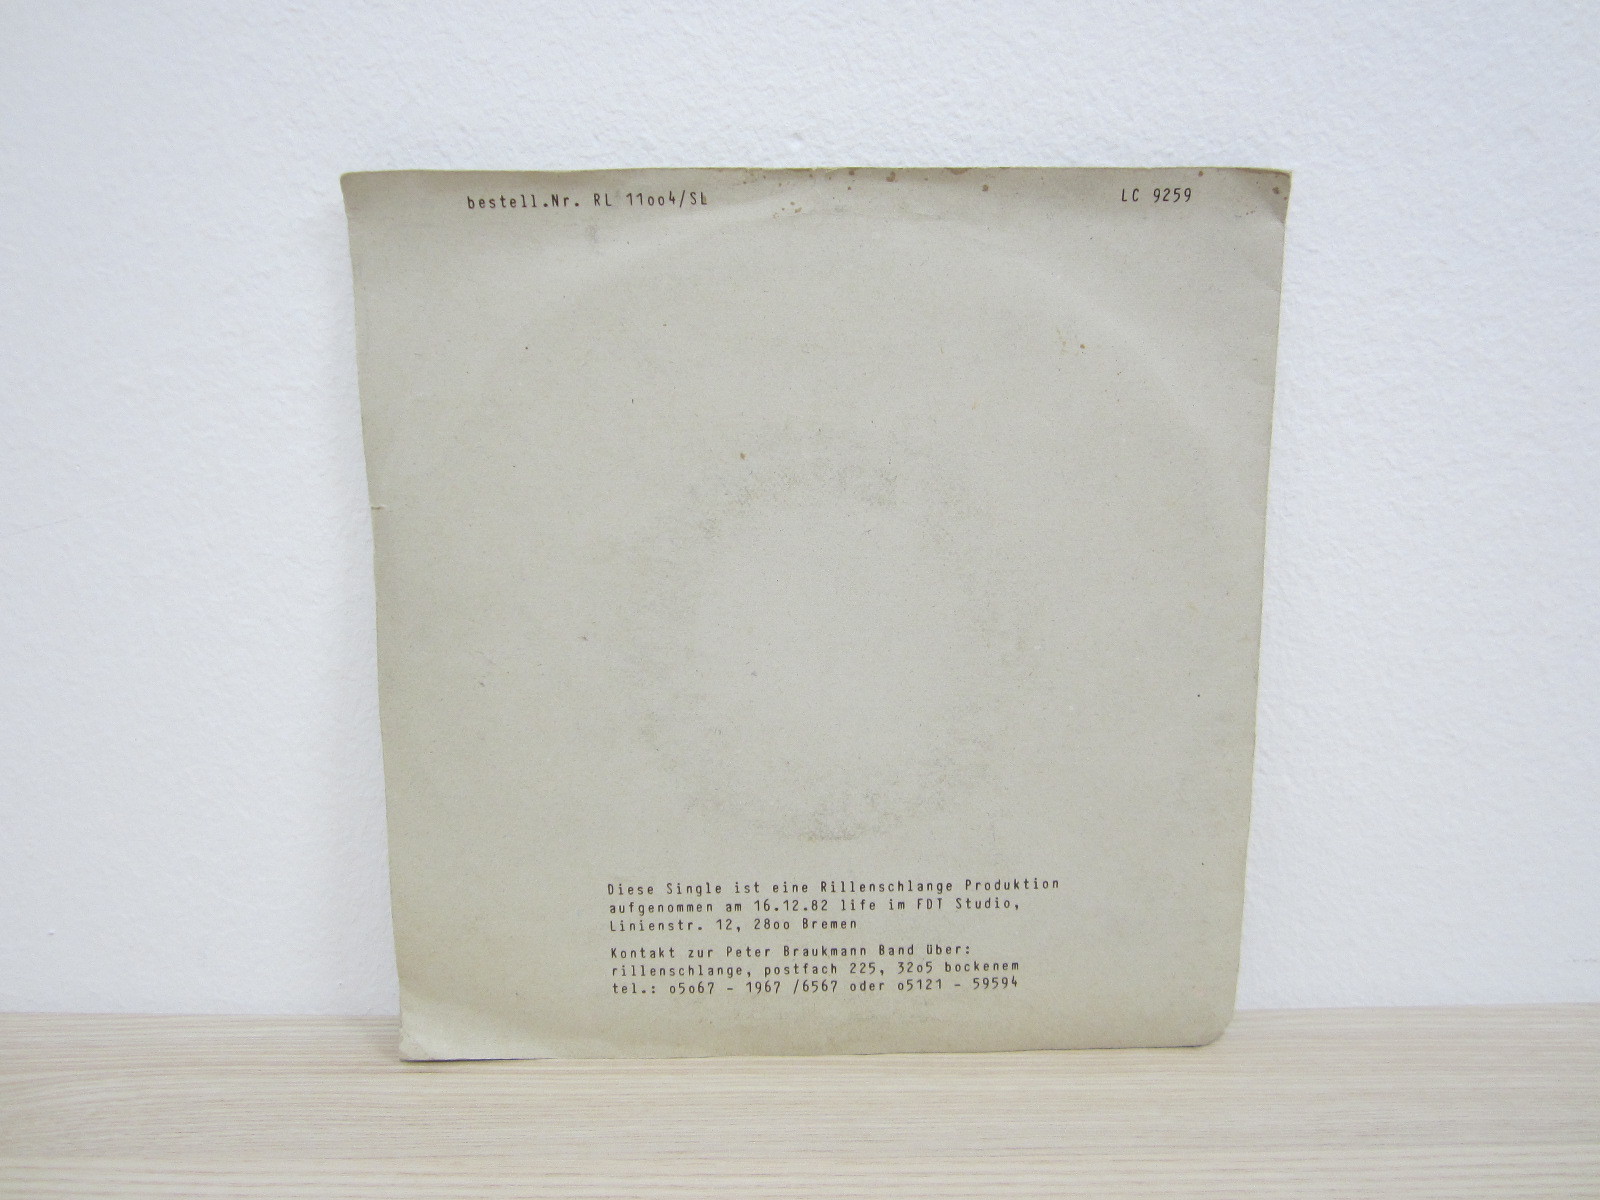 bestell.Nr. RL 11oo4/SL
LC 9259
Diese Single ist eine Rillenschlange Produktion
aufgenommen am 16.12.82 life im FDT Studio,
Linienstr. 12, 28oo Bremen
Kontakt zur Peter Braukmann Band über:
rillenschlange, postfach 225, 32o5 bockenem
tel.: o5o67 - 1967 /6567 oder o5121 - 59594